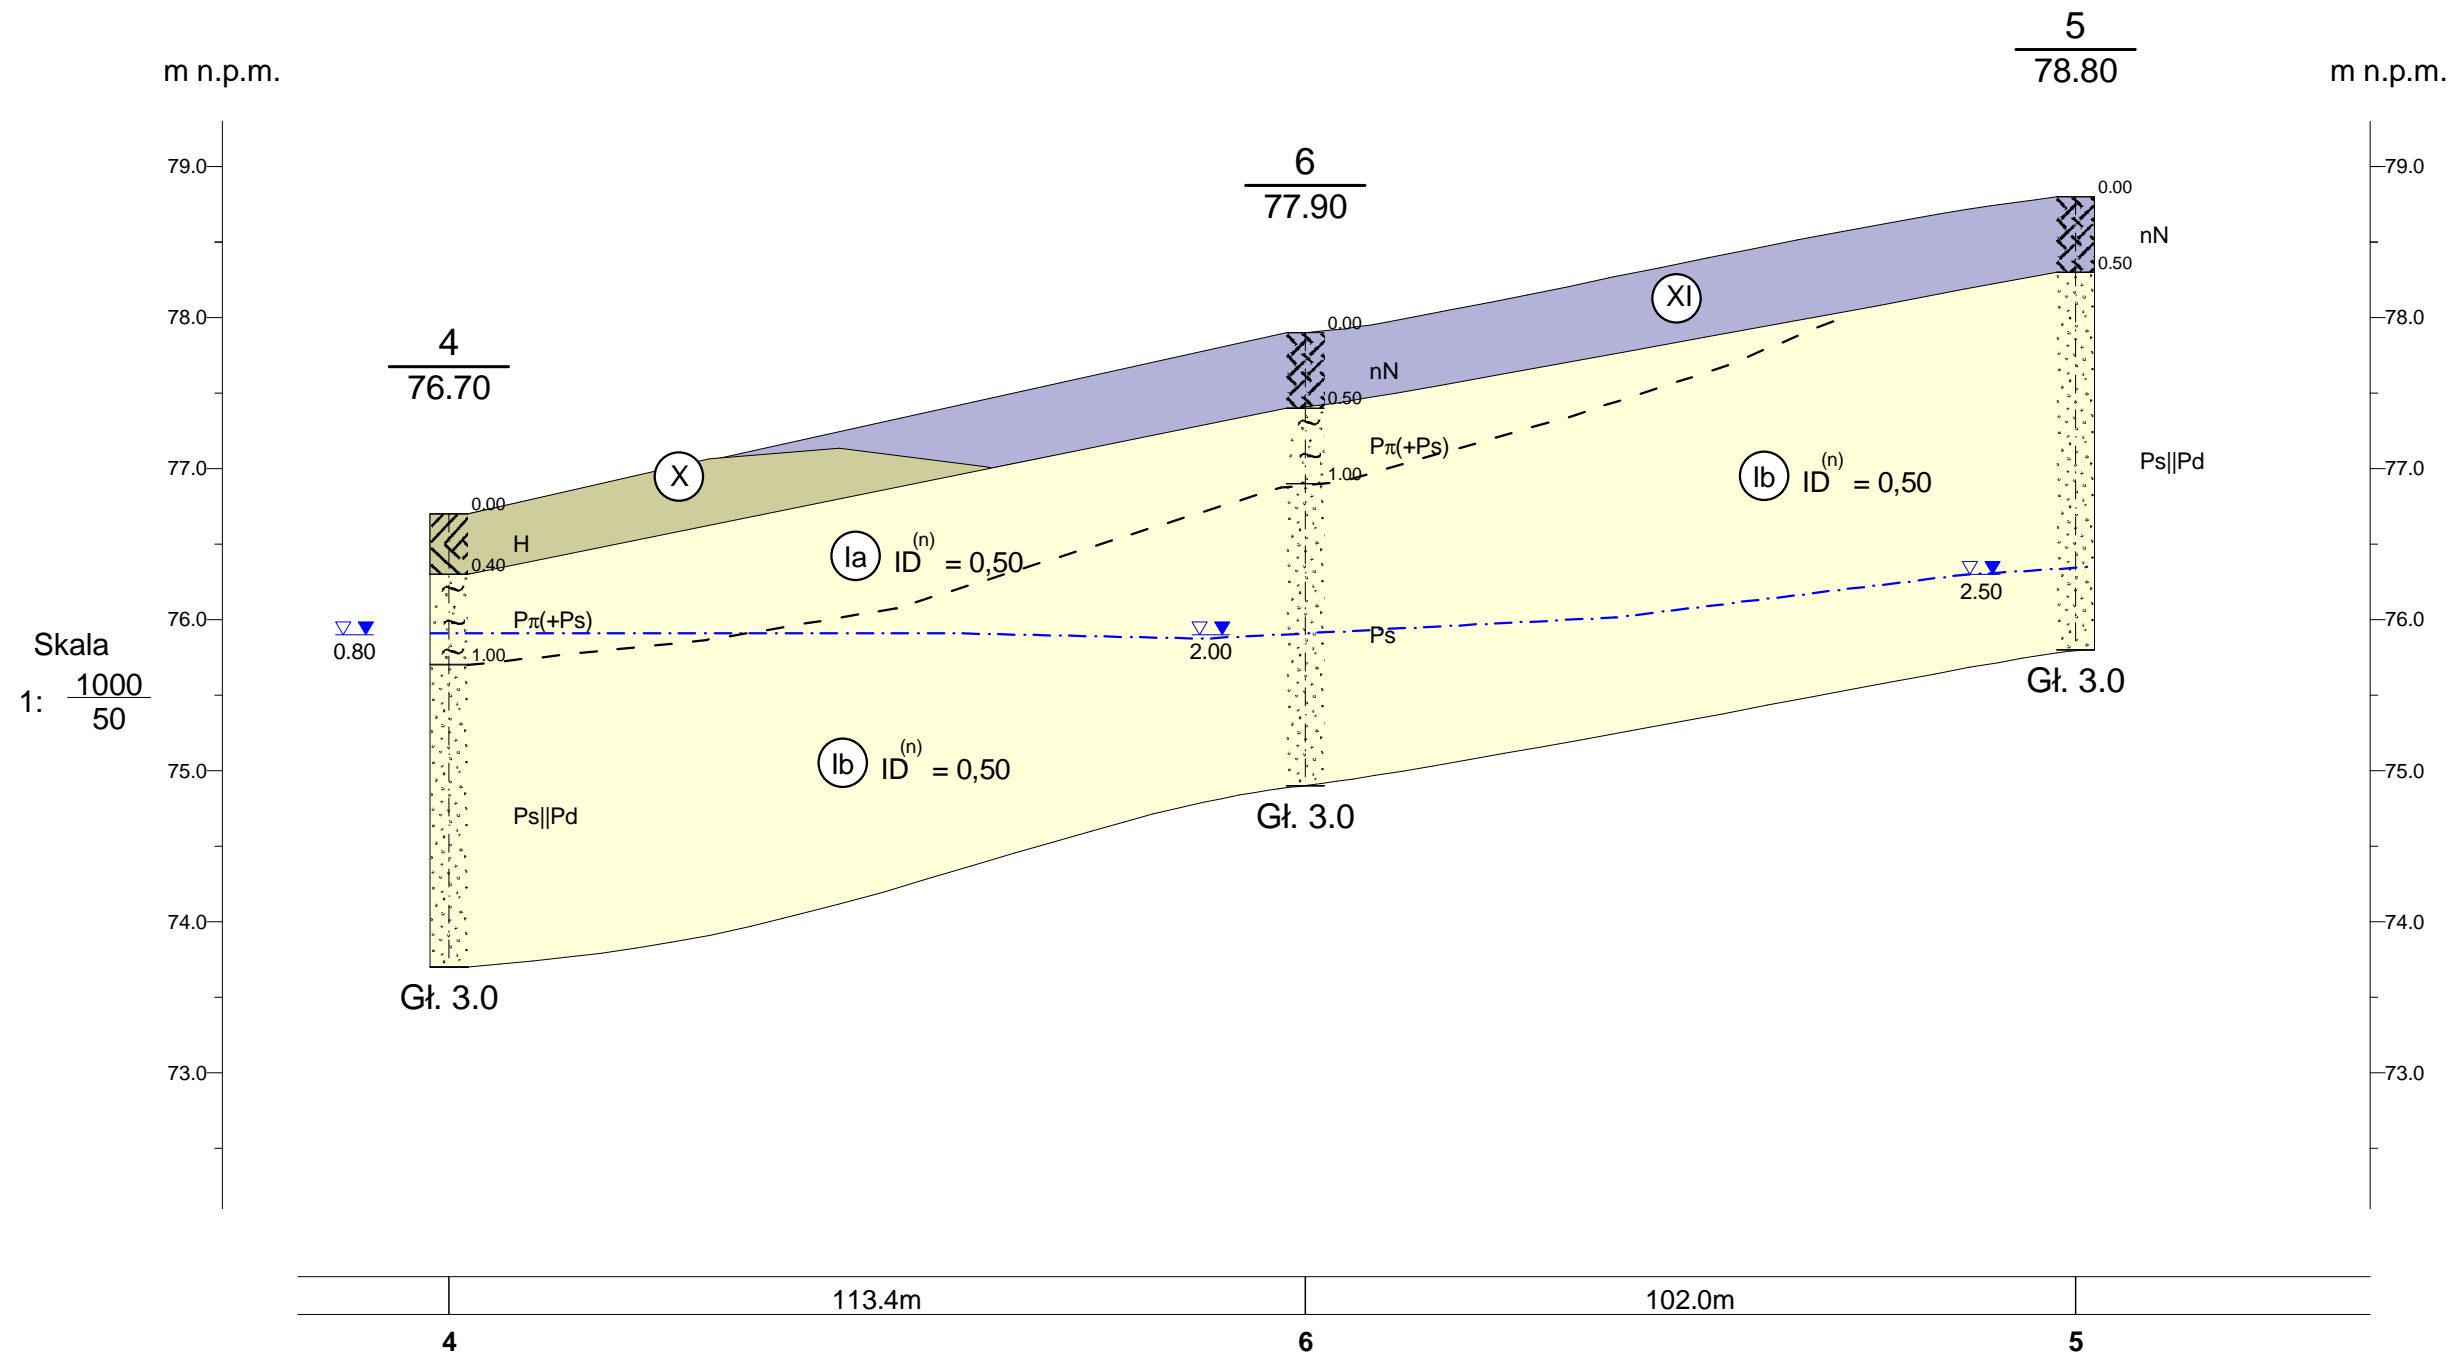 5
78.80
m n.p.m.
m n.p.m.
79.0
79.0
6
77.90
0.00
nN
0.50
XI
78.0
78.0
0.00
4
76.70
nN
0.50
Pπ(+Ps)
77.0
77.0
1.00
X
Ib ID(n) = 0,50
Ps||Pd
0.00
H
0.40
Ia ID(n) = 0,50
2.50
76.0
76.0
Pπ(+Ps)
Ps
0.80
2.00
1.00
Skala
1: 1000
50
Gł. 3.0
75.0
75.0
Ib ID(n) = 0,50
Ps||Pd
Gł. 3.0
74.0
74.0
Gł. 3.0
73.0
73.0
113.4m
102.0m
4
6
5